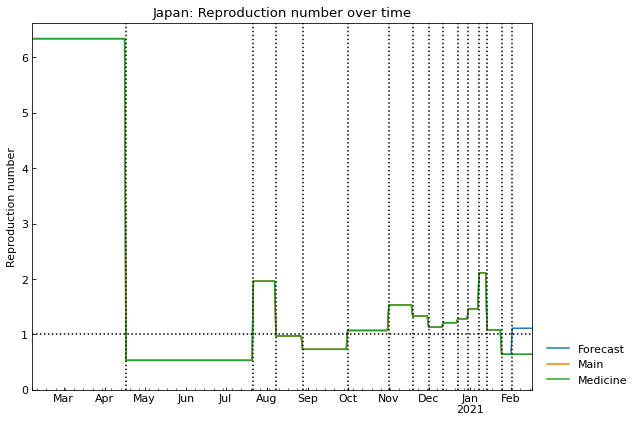 Japan: Reproduction number over time
Reproduction number
6
5
4
3
2
1
0
Mar Apr May Jun Jul Aug Sep Oct Nov Dec Jan Feb
2021
Forecast
Main
Medicine